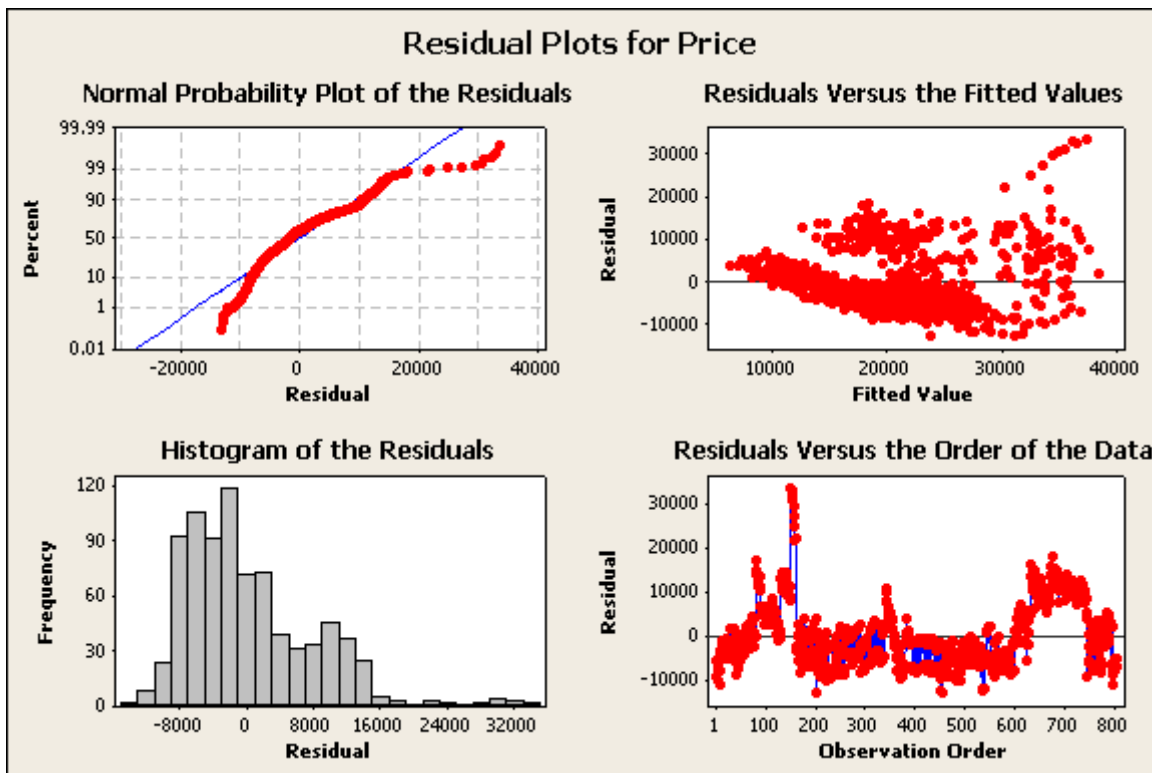 Residual Plots for Price
Normal Probability Plot of the Residuals
99.99
99
90
50
10
1
0.01
Percent
-20000 0 20000 40000
Residual
Residuals Versus the Fitted Values
30000
20000
10000
0
-10000
Residual
10000 20000 30000 40000
Fitted Value
Histogram of the Residuals
120
90
60
30
0
Frequency
-8000 0 8000 16000 24000 32000
Residual
Residuals Versus the Order of the Data
30000
20000
10000
0
-10000
Residual
1 100 200 300 400 500 600 700 800
Observation Order